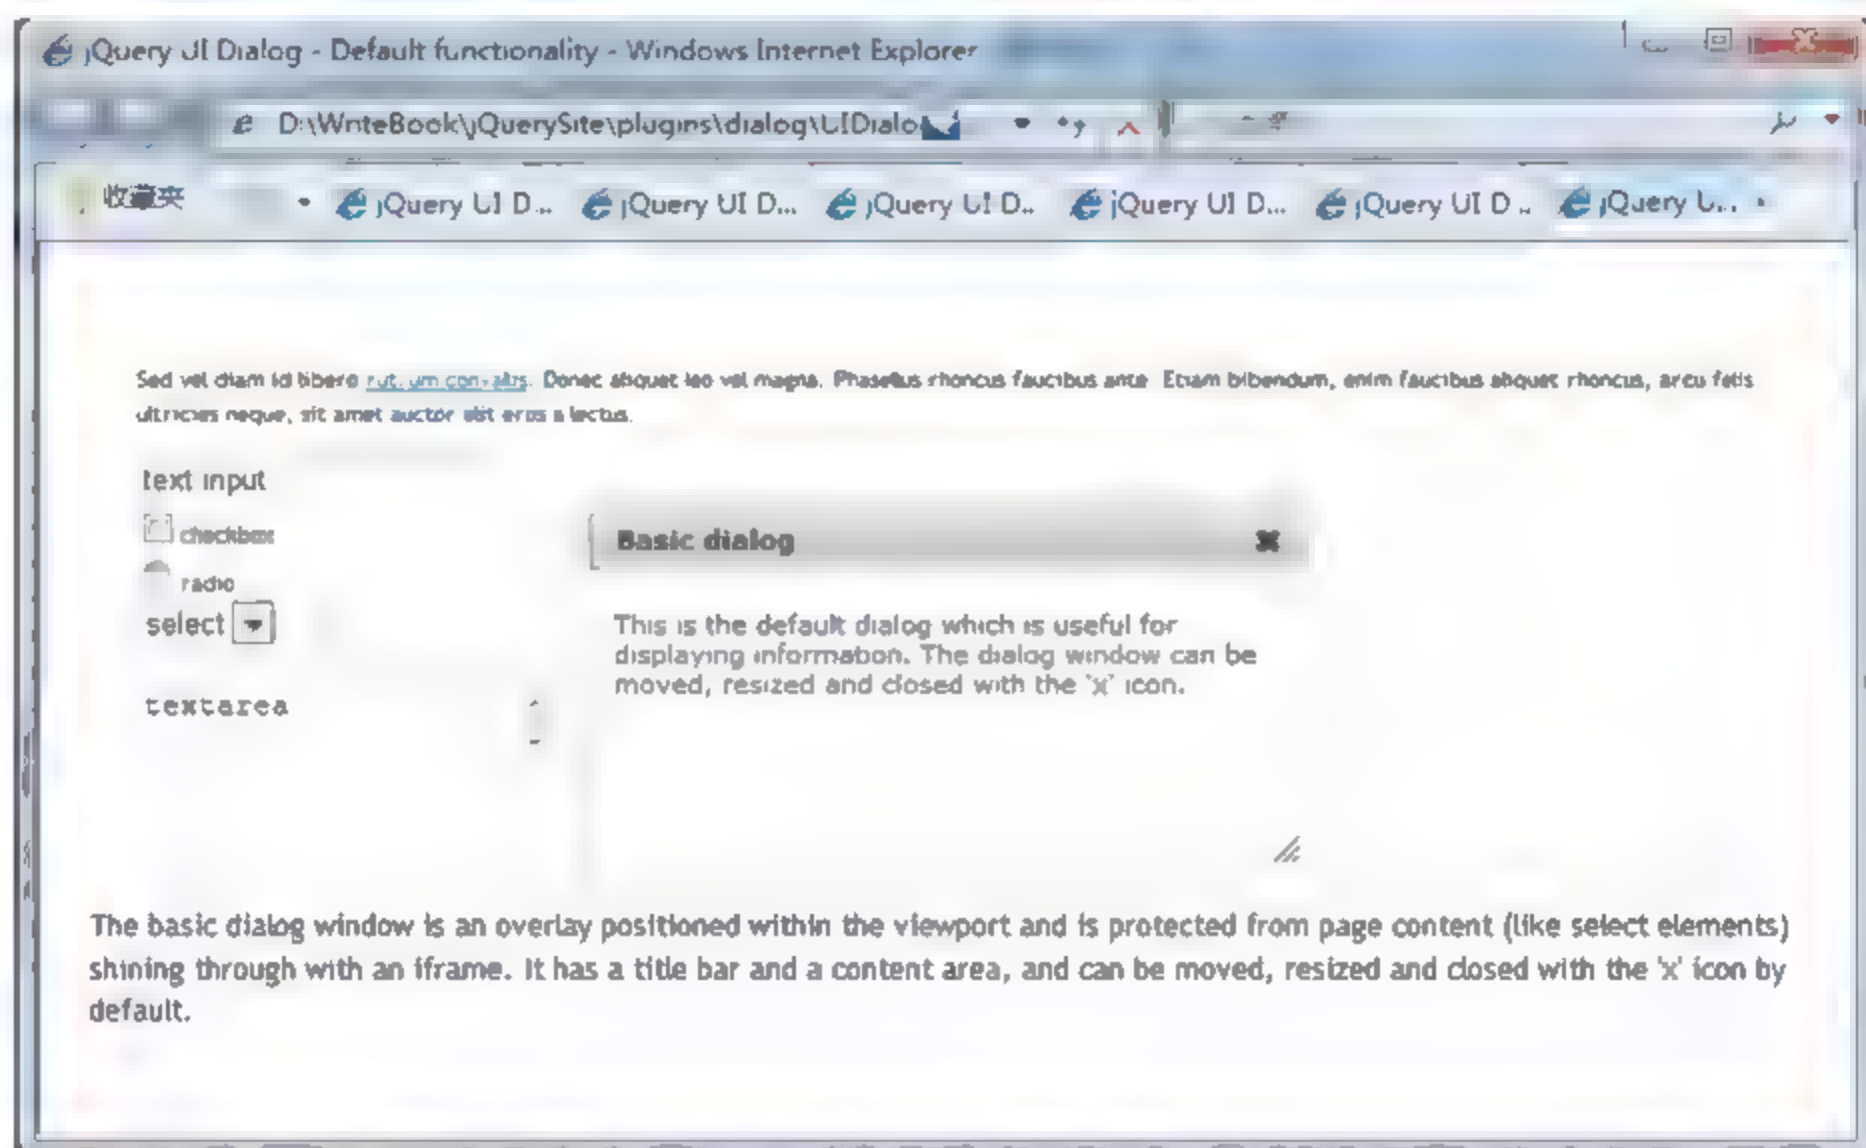 jQuery UI Dialog - Default functionality - Windows Internet Explorer
D:\WriteBook\jQuerySite\plugins\dialog\UIDialo
收藏夹 jQuery UI D... jQuery UI D... jQuery UI D... jQuery UI D... jQuery UI D... jQuery U...
Sed vel diam id libero. Donec aliquet leo vel magna. Phasellus rhoncus faucibus ante. Etiam bibendum, enim faucibus aliquet rhoncus, arcu felis
ultricies neque, sit amet auctor elit eros a lectus.
text input
checkbox
radio
select
textarea
Basic dialog
This is the default dialog which is useful for
displaying information. The dialog window can be
moved, resized and closed with the 'x' icon.
The basic dialog window is an overlay positioned within the viewport and is protected from page content (like select elements)
shining through with an iframe. It has a title bar and a content area, and can be moved, resized and closed with the 'x' icon by
default.